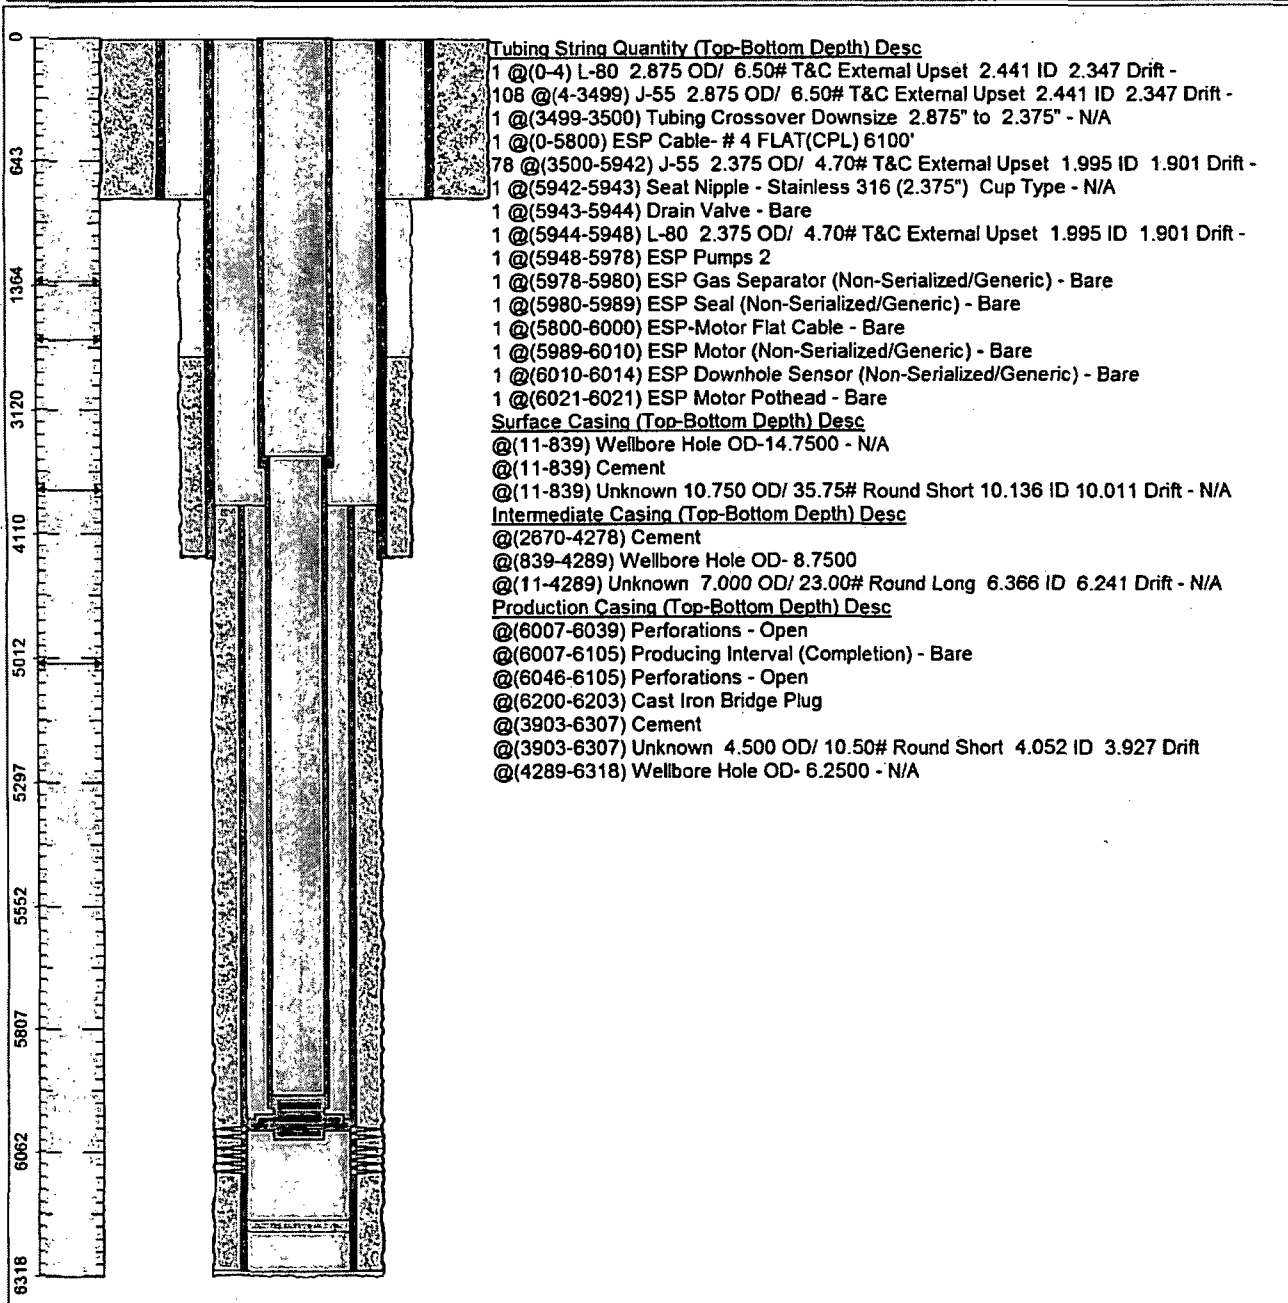 Tubing String Quantity (Top-Bottom Depth) Desc
1 @(0-4) L-80 2.875 OD/ 6.50# T&C External Upset 2.441 ID 2.347 Drift -
108 @(4-3499) J-55 2.875 OD/ 6.50# T&C External Upset 2.441 ID 2.347 Drift -
1 @(3499-3500) Tubing Crossover Downsize 2.875" to 2.375" - N/A
1 @(0-5800) ESP Cable- # 4 FLAT(CPL) 6100'
78 @(3500-5942) J-55 2.375 OD/ 4.70# T&C External Upset 1.995 ID 1.901 Drift -
1 @(5942-5943) Seat Nipple - Stainless 316 (2.375") Cup Type - N/A
1 @(5943-5944) Drain Valve - Bare
1 @(5944-5948) L-80 2.375 OD/ 4.70# T&C External Upset 1.995 ID 1.901 Drift -
1 @(5948-5978) ESP Pumps 2
1 @(5978-5980) ESP Gas Separator (Non-Serialized/Generic) - Bare
1 @(5980-5989) ESP Seal (Non-Serialized/Generic) - Bare
1 @(5800-6000) ESP-Motor Flat Cable - Bare
1 @(5989-6010) ESP Motor (Non-Serialized/Generic) - Bare
1 @(6010-6014) ESP Downhole Sensor (Non-Serialized/Generic) - Bare
1 @(6021-6021) ESP Motor Pothead - Bare
Surface Casing (Top-Bottom Depth) Desc
@(11-839) Wellbore Hole OD-14.7500 - N/A
@(11-839) Cement
@(11-839) Unknown 10.750 OD/ 35.75# Round Short 10.136 ID 10.011 Drift - N/A
Intermediate Casing (Top-Bottom Depth) Desc
@(2670-4278) Cement
@(839-4289) Wellbore Hole OD- 8.7500
@(11-4289) Unknown 7.000 OD/ 23.00# Round Long 6.366 ID 6.241 Drift - N/A
Production Casing (Top-Bottom Depth) Desc
@(6007-6039) Perforations - Open
@(6007-6105) Producing Interval (Completion) - Bare
@(6046-6105) Perforations - Open
@(6200-6203) Cast Iron Bridge Plug
@(3903-6307) Cement
@(3903-6307) Unknown 4.500 OD/ 10.50# Round Short 4.052 ID 3.927 Drift
@(4289-6318) Wellbore Hole OD- 6.2500 - N/A
0
643
1364
3120
4110
5012
5297
5552
5807
6062
6318